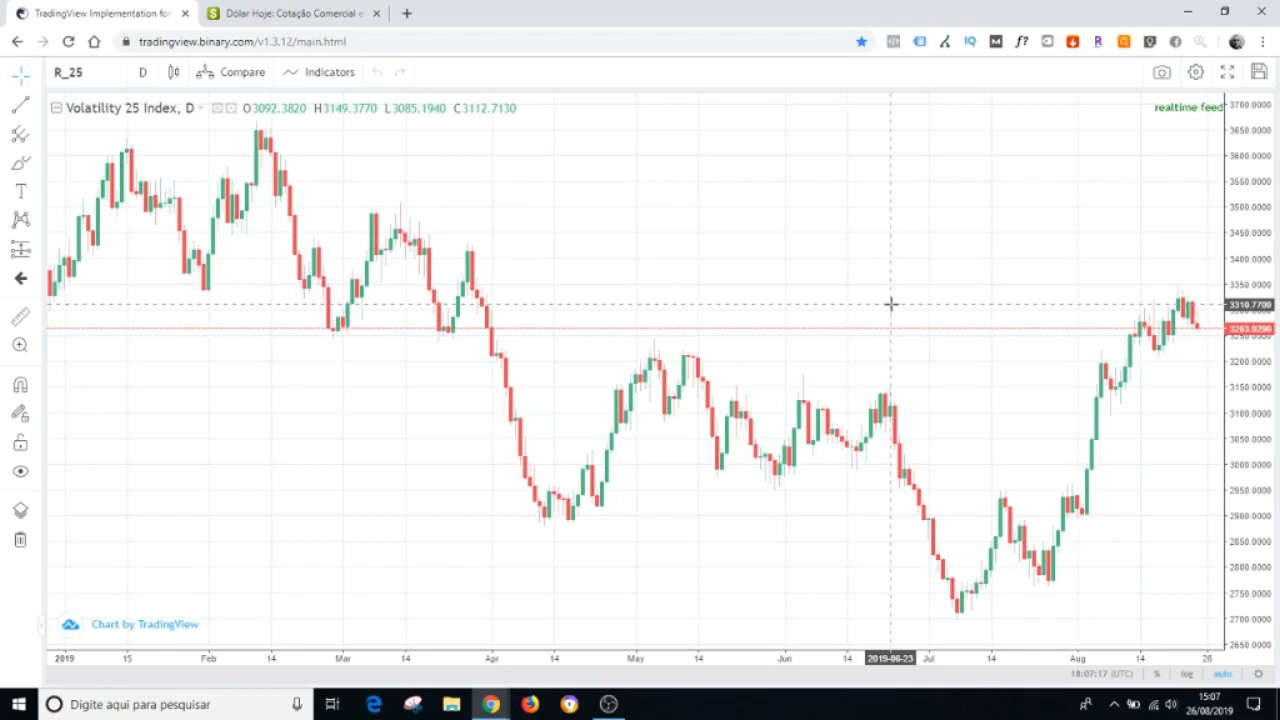 TradingView Implementation for
Dólar Hoje: Cotação Comercial e
tradingview.binary.com/v1.3.12/main.html
R_25 D Compare Indicators
Volatility 25 Index, D O3092.3820 H3149.3770 L3085.1940 C3112.7130
realtime feed
3700.0000
3650.0000
3600.0000
3550.0000
3500.0000
3450.0000
3400.0000
3350.0000
3310.7700
3263.9290
3200.0000
3150.0000
3100.0000
3050.0000
3000.0000
2950.0000
2900.0000
2850.0000
2800.0000
2750.0000
2700.0000
2650.0000
Chart by TradingView
2019 15 Feb 14 Mar 14 Apr 14 May 14 Jun 14 2019-06-23 Jul 14 Aug 14 28
18:07:17 (UTC) % log auto
Digite aqui para pesquisar
15:07
26/08/2019